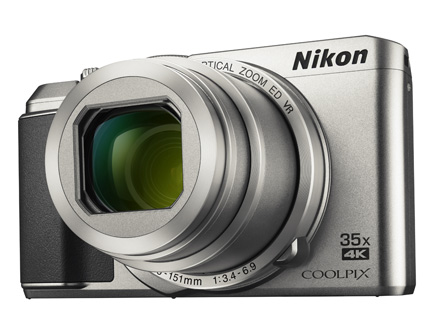 OPTICAL ZOOM ED VR
Nikon
35x
4K
-151mm 1:3.4-6.9
COOLPIX